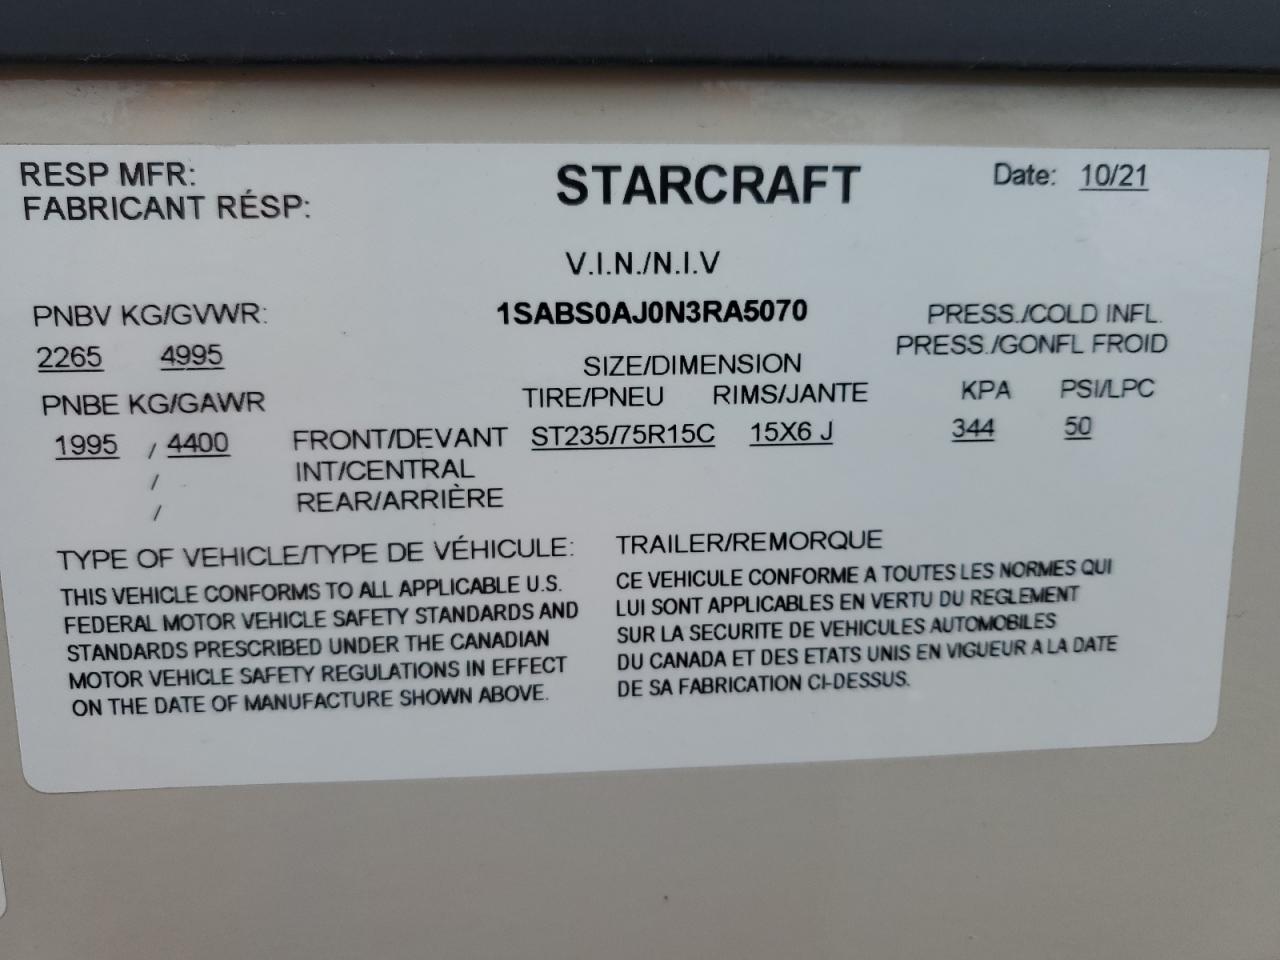 RESP MFR: STARCRAFT Date: 10/21
FABRICANT RÉSP:
V.I.N./N.I.V
PNBV KG/GVWR: 1SABS0AJ0N3RA5070 PRESS./COLD INFL.
2265 4995 SIZE/DIMENSION PRESS./GONFL FROID
PNBE KG/GAWR TIRE/PNEU RIMS/JANTE KPA PSI/LPC
1995 / 4400 FRONT/DEVANT ST235/75R15C 15X6 J 344 50
/ INT/CENTRAL
/ REAR/ARRIÈRE
TYPE OF VEHICLE/TYPE DE VÉHICULE: TRAILER/REMORQUE
THIS VEHICLE CONFORMS TO ALL APPLICABLE U.S.
FEDERAL MOTOR VEHICLE SAFETY STANDARDS AND
STANDARDS PRESCRIBED UNDER THE CANADIAN
MOTOR VEHICLE SAFETY REGULATIONS IN EFFECT
ON THE DATE OF MANUFACTURE SHOWN ABOVE.
CE VEHICULE CONFORME A TOUTES LES NORMES QUI
LUI SONT APPLICABLES EN VERTU DU REGLEMENT
SUR LA SECURITE DE VEHICULES AUTOMOBILES
DU CANADA ET DES ETATS UNIS EN VIGUEUR A LA DATE
DE SA FABRICATION CI-DESSUS.